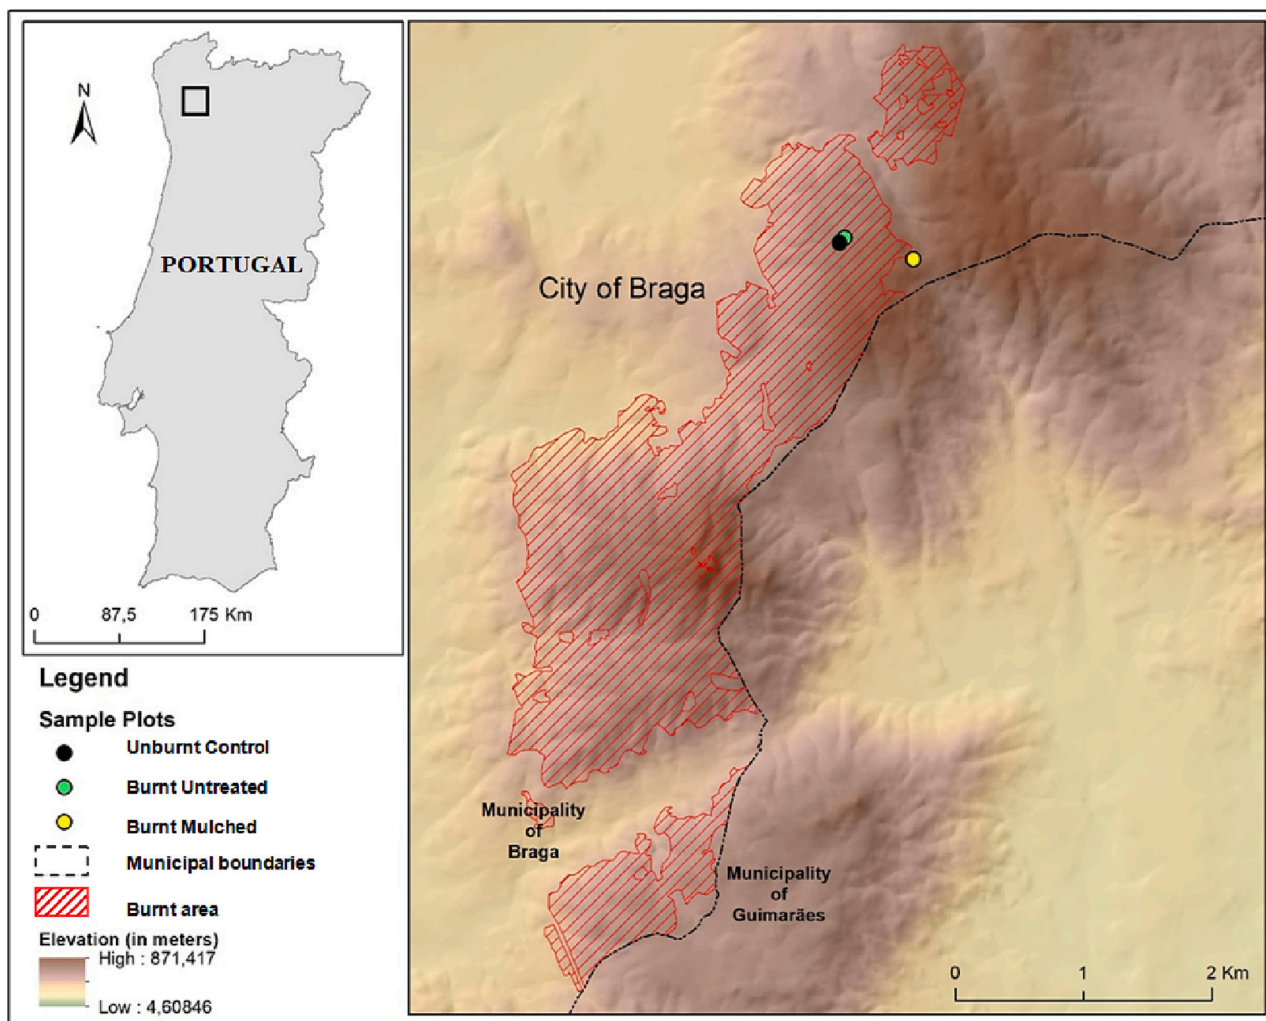 N
PORTUGAL
0 87,5 175 Km
Legend
Sample Plots
Unburnt Control
Burnt Untreated
Burnt Mulched
Municipal boundaries
Burnt area
Elevation (in meters)
High : 871,417
Low : 4,60846
City of Braga
Municipality
of
Braga
Municipality
of
Guimarães
0 1 2 Km